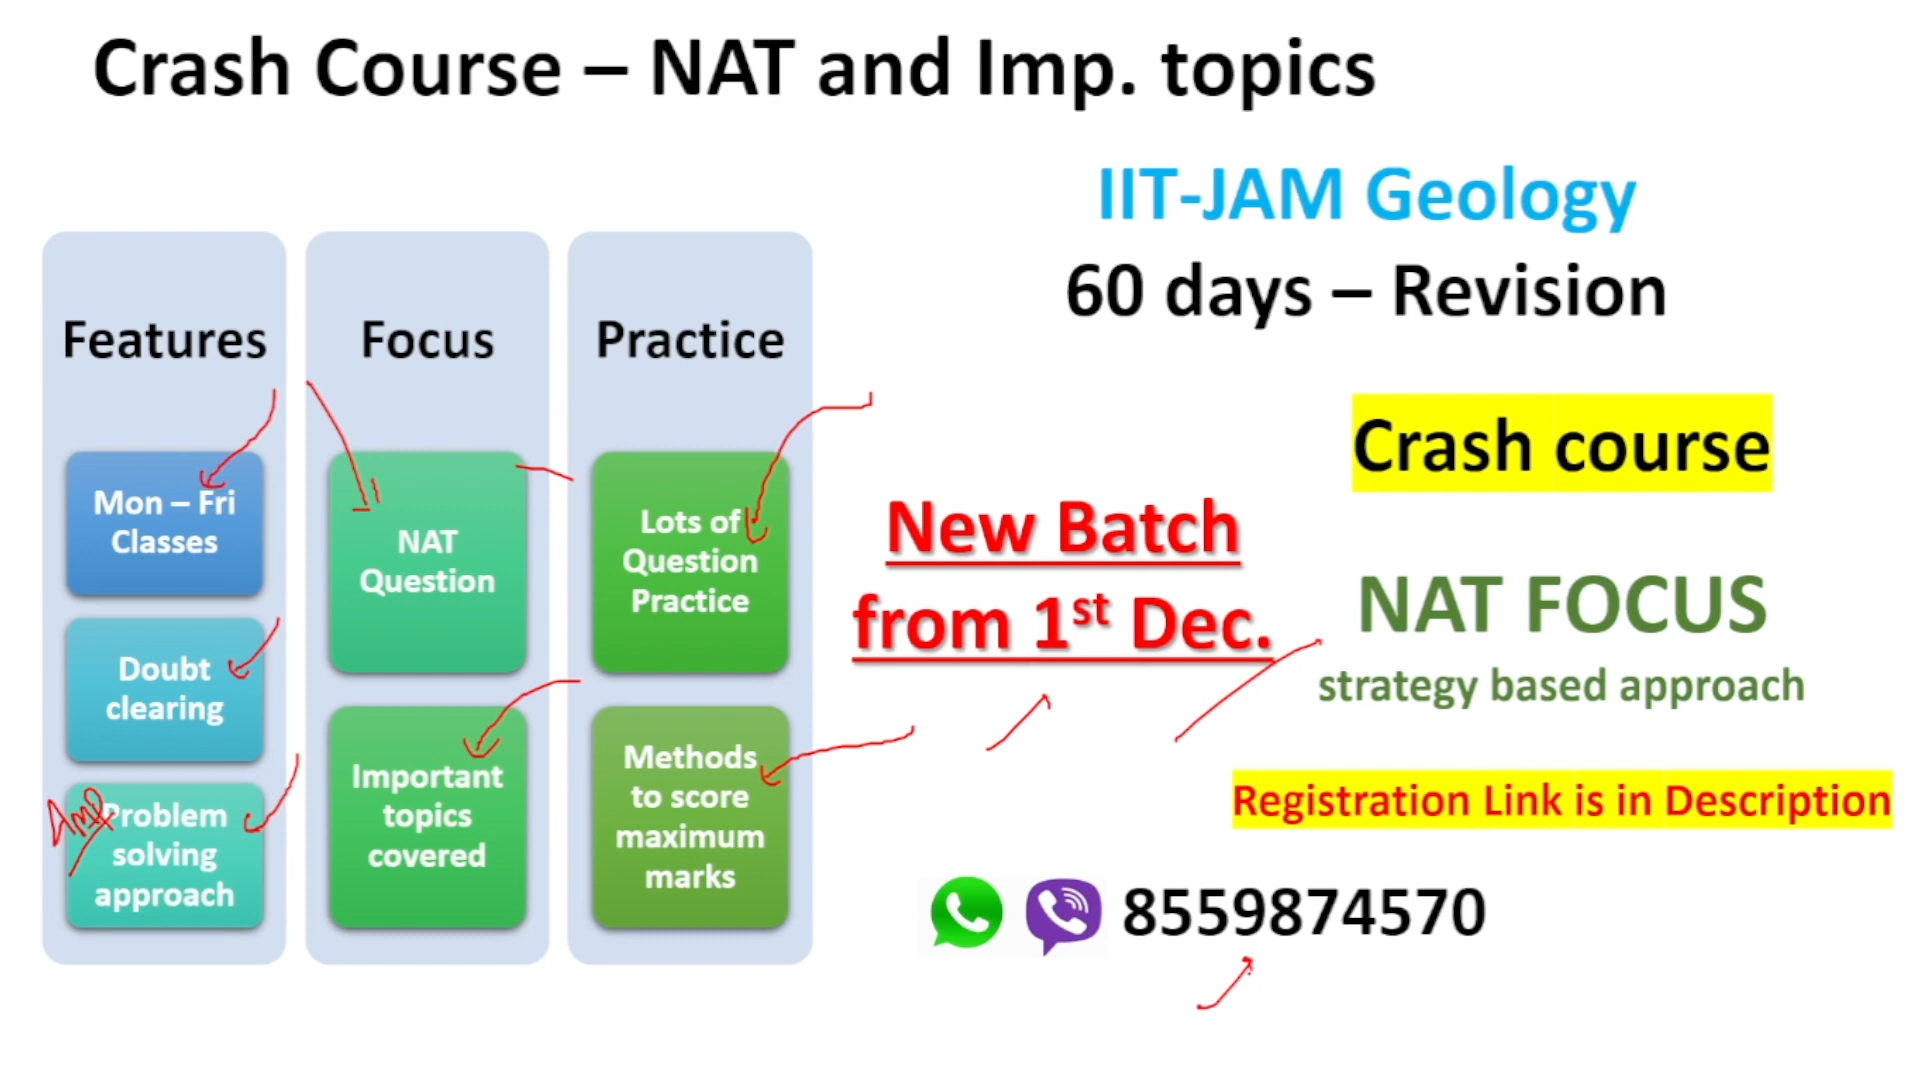 Crash Course – NAT and Imp. topics
IIT-JAM Geology
60 days – Revision
Features
Mon – Fri
Classes
Doubt
clearing
Problem
solving
approach
Focus
NAT
Question
Important
topics
covered
Practice
Lots of
Question
Practice
Methods
to score
maximum
marks
New Batch
from 1st Dec.
Crash course
NAT FOCUS
strategy based approach
Registration Link is in Description
8559874570